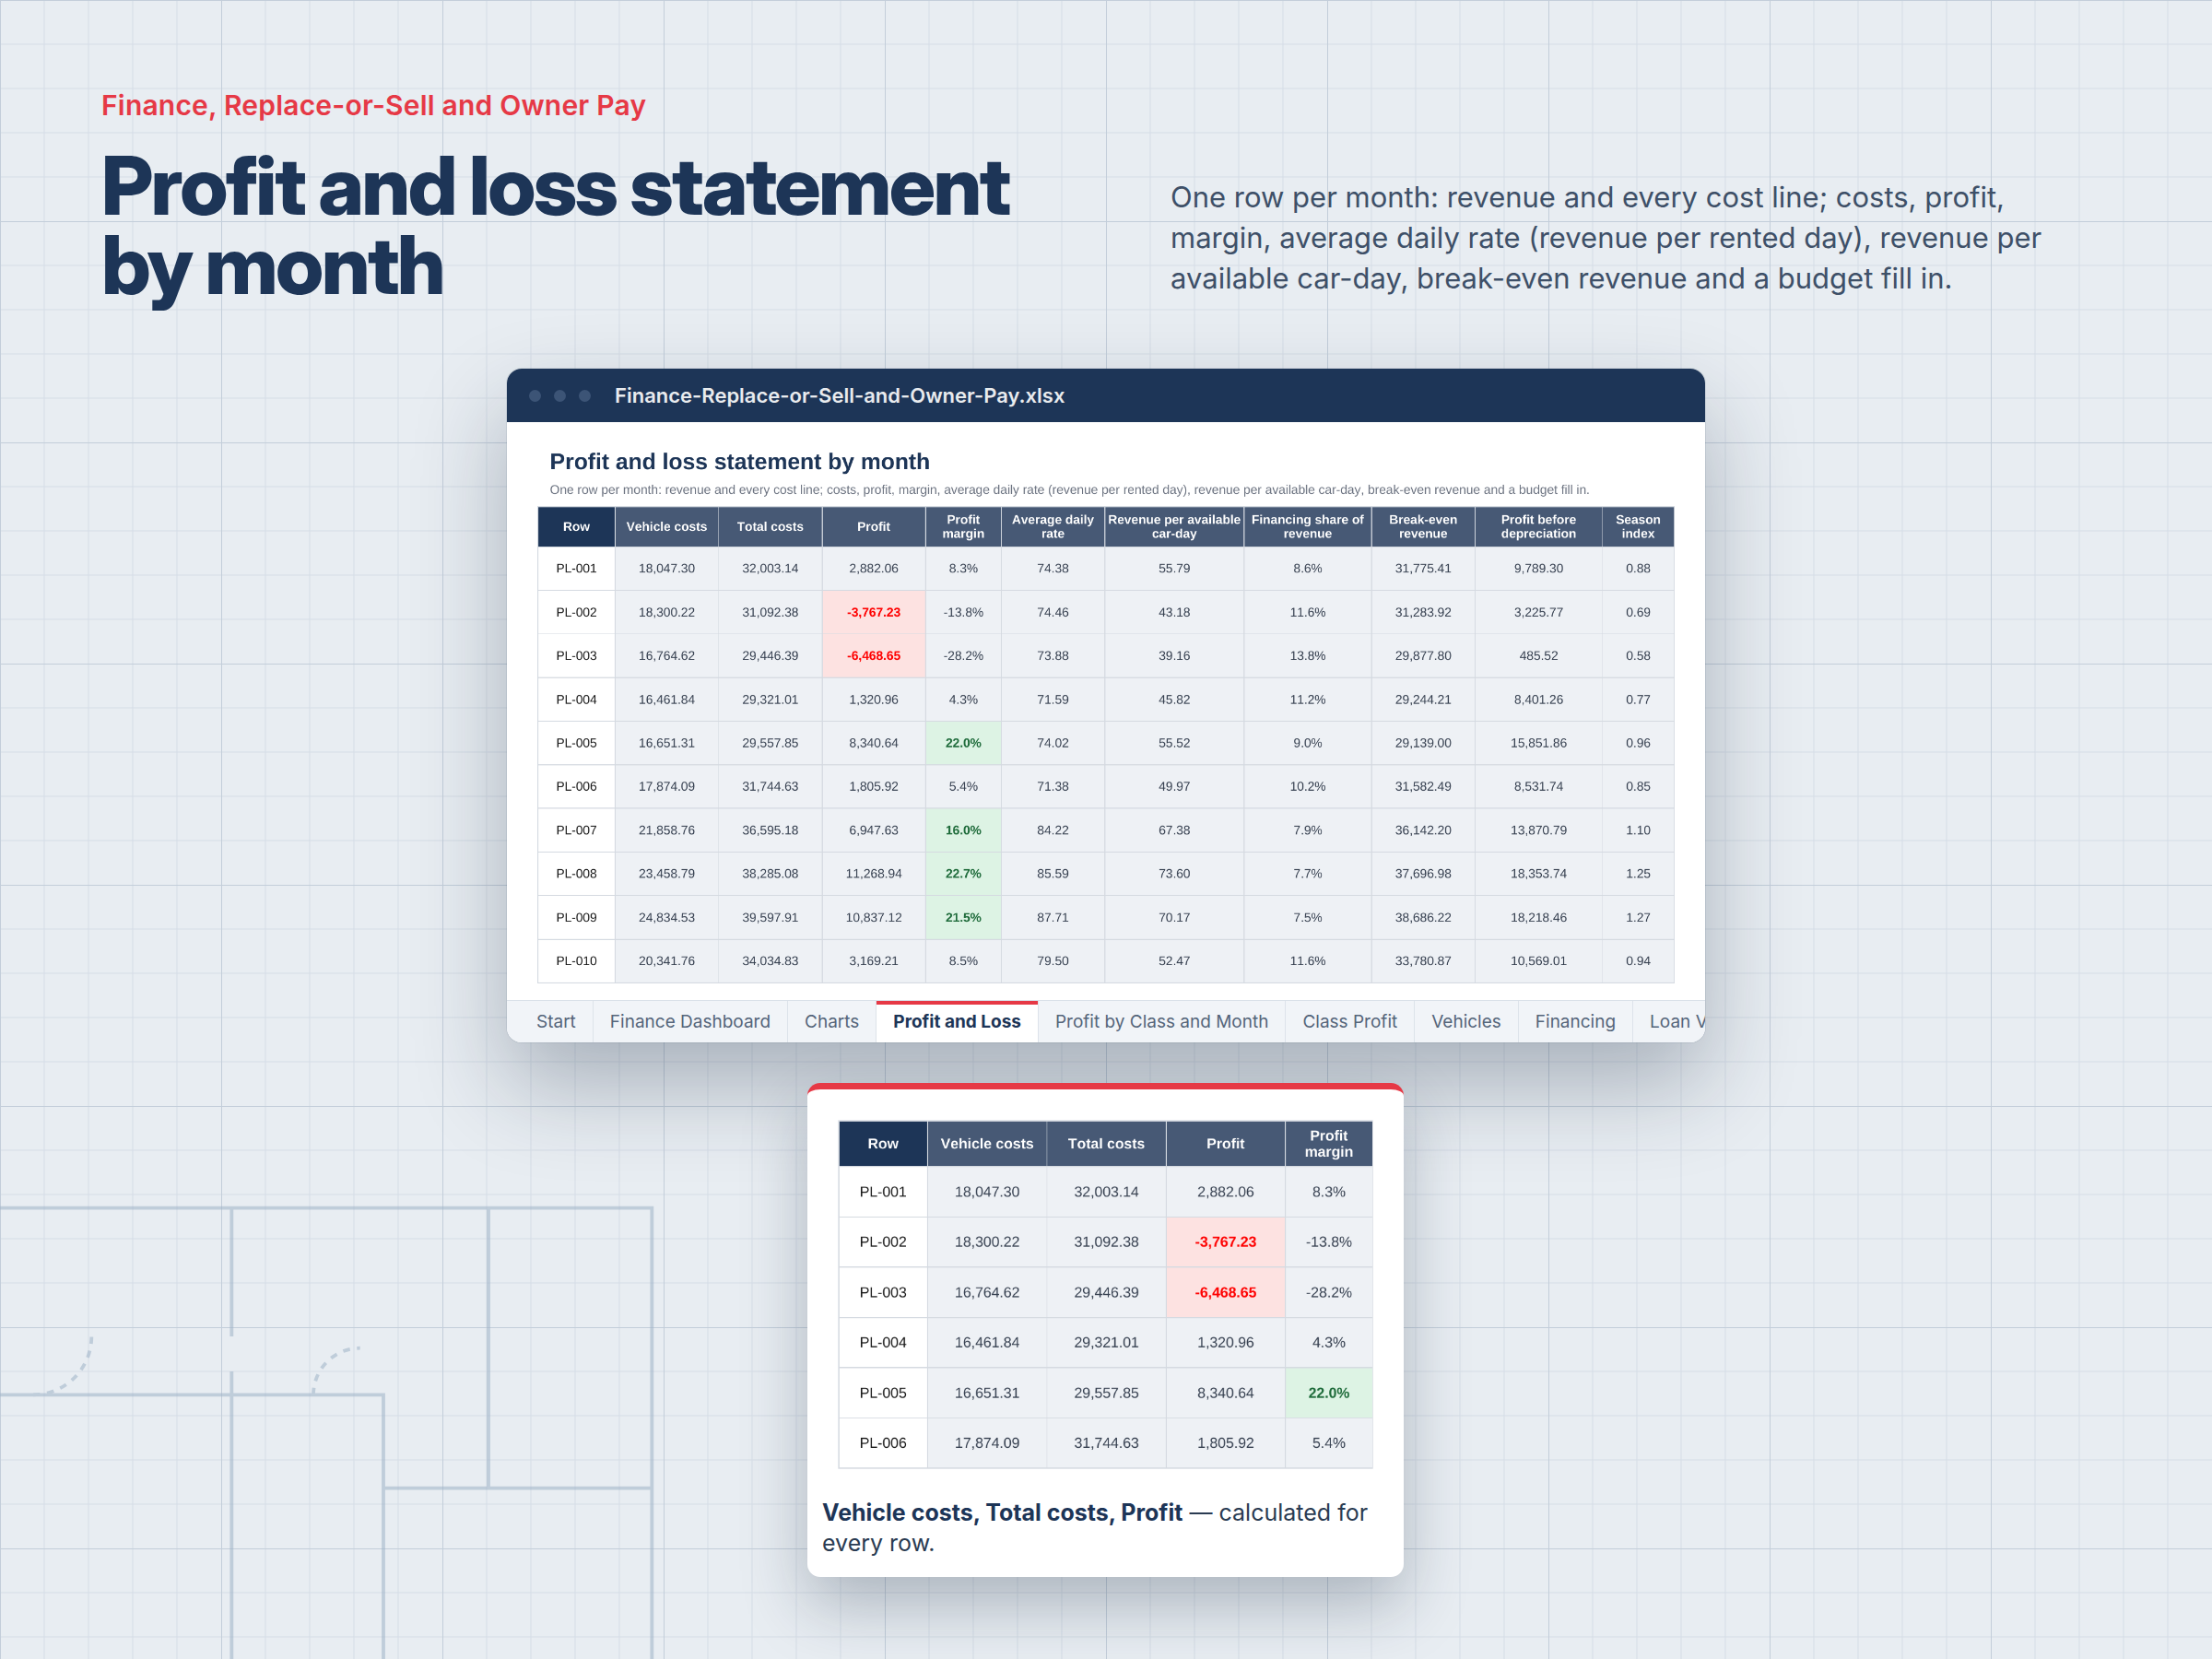 Finance, Replace-or-Sell and Owner Pay
Profit and loss statement
by month
One row per month: revenue and every cost line; costs, profit,
margin, average daily rate (revenue per rented day), revenue per
available car-day, break-even revenue and a budget fill in.
Finance-Replace-or-Sell-and-Owner-Pay.xlsx
Profit and loss statement by month
One row per month: revenue and every cost line; costs, profit, margin, average daily rate (revenue per rented day), revenue per available car-day, break-even revenue and a budget fill in.
Row Vehicle costs Total costs Profit Profit margin Average daily rate Revenue per available car-day Financing share of revenue Break-even revenue Profit before depreciation Season index
PL-001 18,047.30 32,003.14 2,882.06 8.3% 74.38 55.79 8.6% 31,775.41 9,789.30 0.88
PL-002 18,300.22 31,092.38 -3,767.23 -13.8% 74.46 43.18 11.6% 31,283.92 3,225.77 0.69
PL-003 16,764.62 29,446.39 -6,468.65 -28.2% 73.88 39.16 13.8% 29,877.80 485.52 0.58
PL-004 16,461.84 29,321.01 1,320.96 4.3% 71.59 45.82 11.2% 29,244.21 8,401.26 0.77
PL-005 16,651.31 29,557.85 8,340.64 22.0% 74.02 55.52 9.0% 29,139.00 15,851.86 0.96
PL-006 17,874.09 31,744.63 1,805.92 5.4% 71.38 49.97 10.2% 31,582.49 8,531.74 0.85
PL-007 21,858.76 36,595.18 6,947.63 16.0% 84.22 67.38 7.9% 36,142.20 13,870.79 1.10
PL-008 23,458.79 38,285.08 11,268.94 22.7% 85.59 73.60 7.7% 37,696.98 18,353.74 1.25
PL-009 24,834.53 39,597.91 10,837.12 21.5% 87.71 70.17 7.5% 38,686.22 18,218.46 1.27
PL-010 20,341.76 34,034.83 3,169.21 8.5% 79.50 52.47 11.6% 33,780.87 10,569.01 0.94
Start Finance Dashboard Charts Profit and Loss Profit by Class and Month Class Profit Vehicles Financing Loan V
Row Vehicle costs Total costs Profit Profit margin
PL-001 18,047.30 32,003.14 2,882.06 8.3%
PL-002 18,300.22 31,092.38 -3,767.23 -13.8%
PL-003 16,764.62 29,446.39 -6,468.65 -28.2%
PL-004 16,461.84 29,321.01 1,320.96 4.3%
PL-005 16,651.31 29,557.85 8,340.64 22.0%
PL-006 17,874.09 31,744.63 1,805.92 5.4%
Vehicle costs, Total costs, Profit — calculated for
every row.